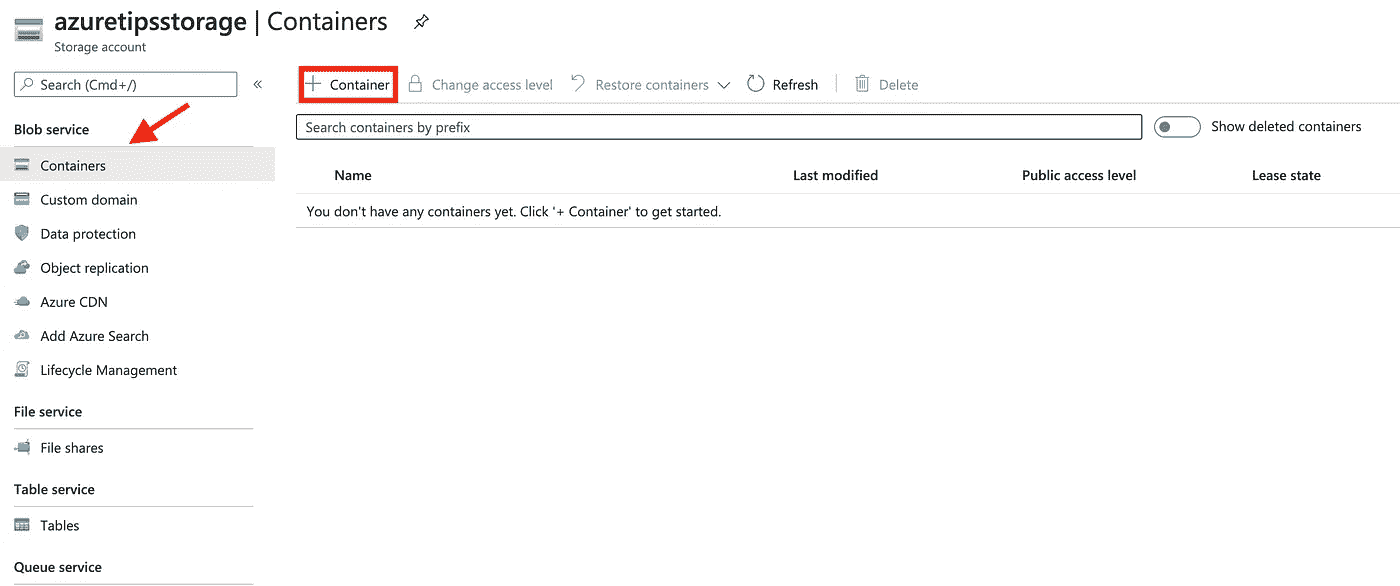 azuretipsstorage | Containers
Storage account
Search (Cmd+/)
«
Blob service
Containers
Custom domain
Data protection
Object replication
Azure CDN
Add Azure Search
Lifecycle Management
File service
File shares
Table service
Tables
Queue service
+ Container Change access level Restore containers Refresh Delete
Search containers by prefix
Show deleted containers
Name Last modified Public access level Lease state
You don't have any containers yet. Click '+ Container' to get started.